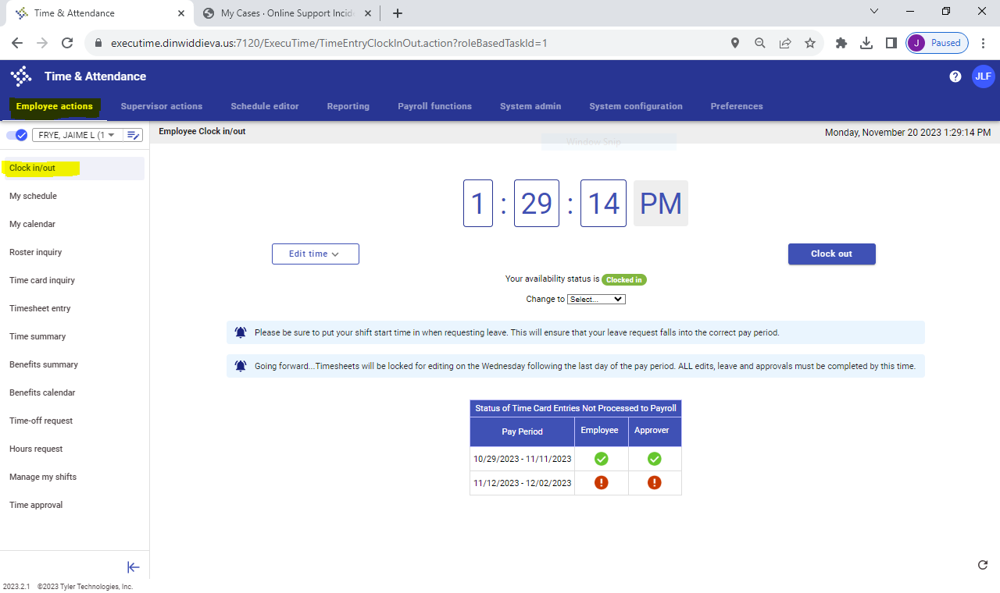 Time & Attendance
My Cases · Online Support Incide
executime.dinwiddieva.us:7120/ExecuTime/TimeEntryClockInOut.action?roleBasedTaskId=1
J Paused
Time & Attendance
JLF
Employee actions Supervisor actions Schedule editor Reporting Payroll functions System admin System configuration Preferences
FRYE, JAIME L (1
Employee Clock in/out
Monday, November 20 2023 1:29:14 PM
Window Snip
Clock in/out
My schedule
My calendar
Roster inquiry
Time card inquiry
Timesheet entry
Time summary
Benefits summary
Benefits calendar
Time-off request
Hours request
Manage my shifts
Time approval
1 : 29 : 14 PM
Edit time
Clock out
Your availability status is Clocked in
Change to Select...
Please be sure to put your shift start time in when requesting leave. This will ensure that your leave request falls into the correct pay period.
Going forward...Timesheets will be locked for editing on the Wednesday following the last day of the pay period. ALL edits, leave and approvals must be completed by this time.
Status of Time Card Entries Not Processed to Payroll
Pay Period Employee Approver
10/29/2023 - 11/11/2023
11/12/2023 - 12/02/2023
2023.2.1 ©2023 Tyler Technologies, Inc.